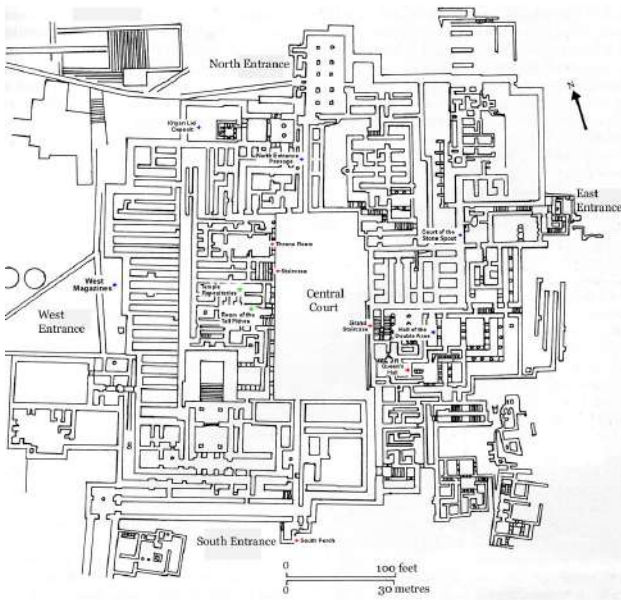 North Entrance
N
Khyan Lid
Deposit
North Entrance
Passage
East
Entrance
Court of the
Stone Spout
Throne Room
Staircase
West
Magazines
Temple
Repositories
Central
Court
Room of the
Tall Pithos
West
Entrance
Grand
Staircase
Hall of the
Double Axes
Queen's
Hall
South Entrance
South Porch
0
100 feet
0
30 metres